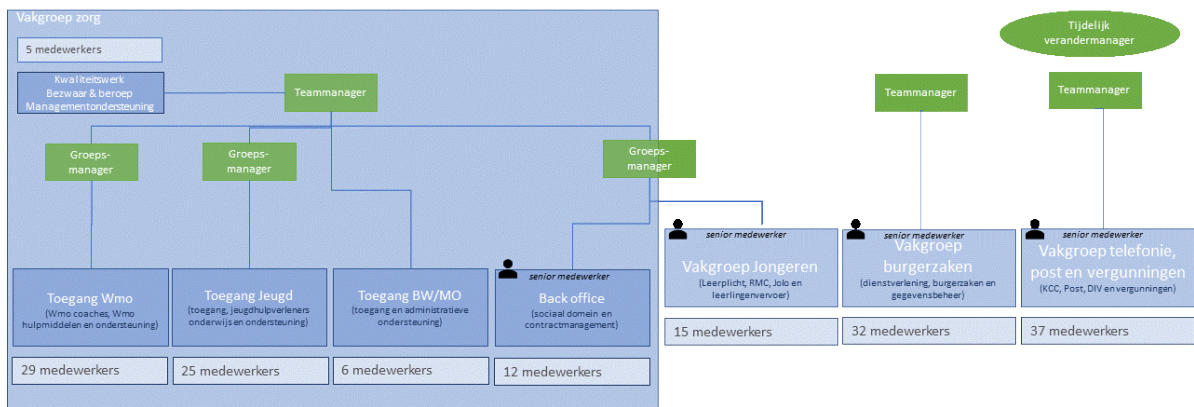 Vakgroep zorg
5 medewerkers
Kwaliteitswerk
Bezwaar & beroep
Managementondersteuning
Teammanager
Groeps-
manager
Groeps-
manager
Groeps-
manager
Toegang Wmo
(Wmo coaches, Wmo
hulpmiddelen en ondersteuning)
29 medewerkers
Toegang Jeugd
(toegang, jeugdhulpverleners
onderwijs en ondersteuning)
25 medewerkers
Toegang BW/MO
(toegang en administratieve
ondersteuning)
6 medewerkers
senior medewerker
Back office
(sociaal domein en
contractmanagement)
12 medewerkers
senior medewerker
Vakgroep Jongeren
(Leerplicht, RMC, Jolo en
leerlingenvervoer)
15 medewerkers
Teammanager
senior medewerker
Vakgroep
burgerzaken
(dienstverlening, burgerzaken en
gegevensbeheer)
32 medewerkers
Tijdelijk
verandermanager
Teammanager
senior medewerker
Vakgroep telefonie,
post en vergunningen
(KCC, Post, DIV en vergunningen)
37 medewerkers